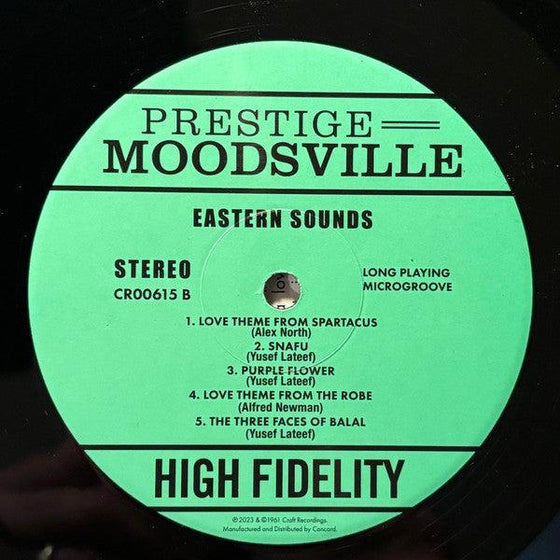 PRESTIGE
MOODSVILLE
EASTERN SOUNDS
STEREO
CR00615 B
LONG PLAYING
MICROGROOVE
1. LOVE THEME FROM SPARTACUS
(Alex North)
2. SNAFU
(Yusef Lateef)
3. PURPLE FLOWER
(Yusef Lateef)
4. LOVE THEME FROM THE ROBE
(Alfred Newman)
5. THE THREE FACES OF BALAL
(Yusef Lateef)
HIGH FIDELITY
℗2023 & ©1961 Craft Recordings.
Manufactured and Distributed by Concord.